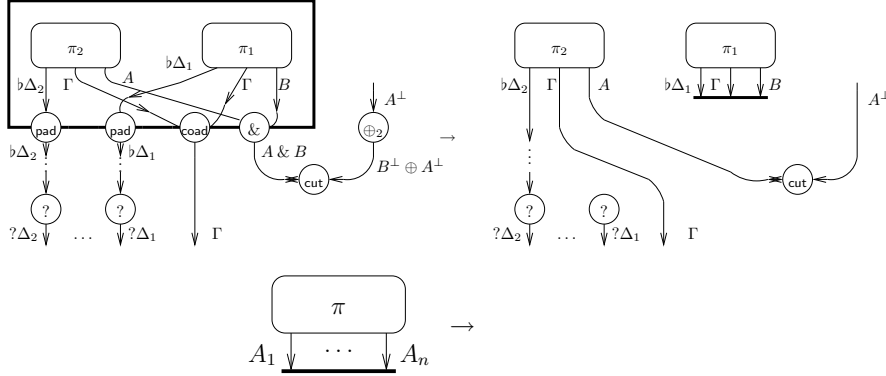 π₂ π₁ π₂ π₁
♭Δ₂ Γ A ♭Δ₁ Γ B ♭Δ₂ Γ A ♭Δ₁ Γ B
A⊥ A⊥
pad pad coad & ⊕₂ →
♭Δ₂ ♭Δ₁ A & B B⊥ ⊕ A⊥
⋮ ⋮ cut ⋮ cut
? ? ? ?
?Δ₂ … ?Δ₁ Γ ?Δ₂ … ?Δ₁ Γ
π →
A₁ ⋯ Aₙ